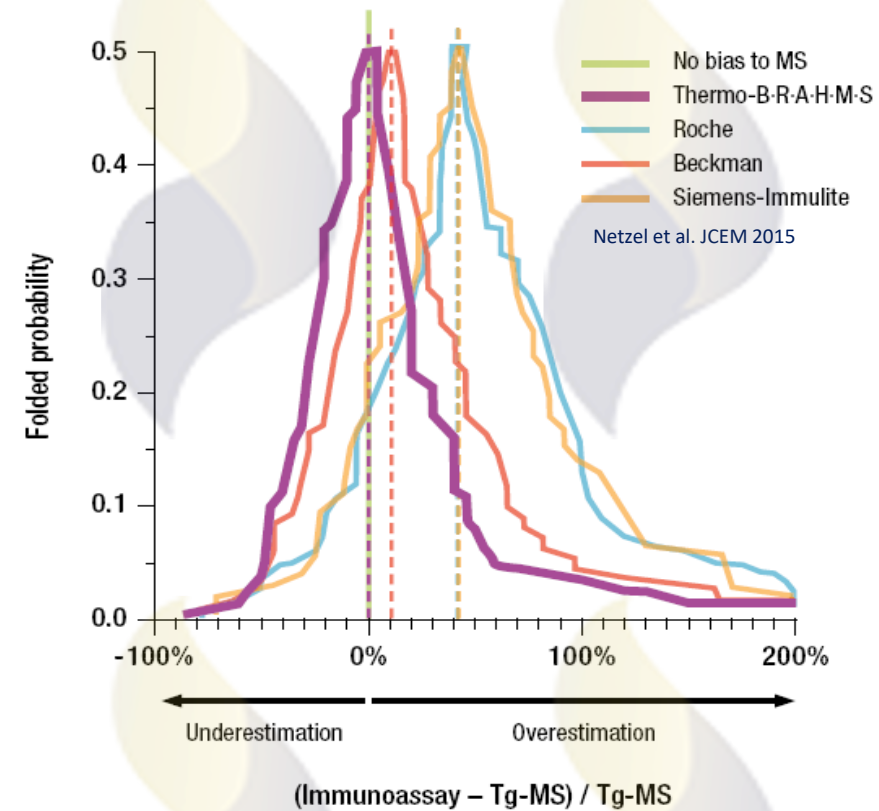 No bias to MS
Thermo-B·R·A·H·M·S
Roche
Beckman
Siemens-Immulite
Netzel et al. JCEM 2015
Folded probability
0.5
0.4
0.3
0.2
0.1
0.0
-100% 0% 100% 200%
Underestimation Overestimation
(Immunoassay – Tg-MS) / Tg-MS